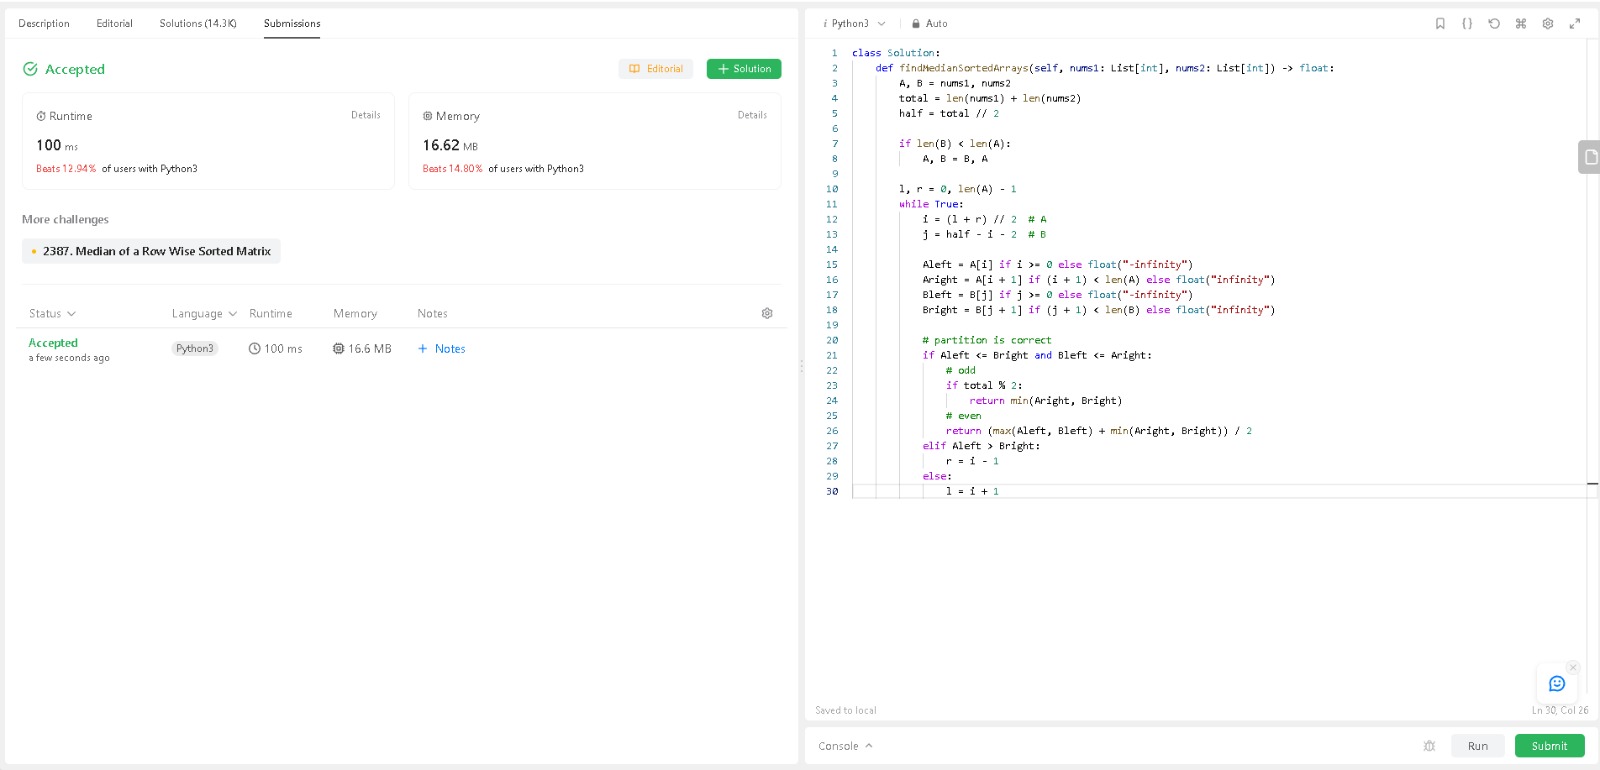 Description Editorial Solutions (14.3K) Submissions
Accepted
Editorial
+ Solution
Runtime Details
100 ms
Beats 12.94% of users with Python3
Memory Details
16.62 MB
Beats 14.80% of users with Python3
More challenges
2387. Median of a Row Wise Sorted Matrix
Status Language Runtime Memory Notes
Accepted
a few seconds ago
Python3 100 ms 16.6 MB + Notes
i Python3 Auto
1 class Solution:
2     def findMedianSortedArrays(self, nums1: List[int], nums2: List[int]) -> float:
3         A, B = nums1, nums2
4         total = len(nums1) + len(nums2)
5         half = total // 2
6
7         if len(B) < len(A):
8             A, B = B, A
9
10         l, r = 0, len(A) - 1
11         while True:
12             i = (l + r) // 2  # A
13             j = half - i - 2  # B
14
15             Aleft = A[i] if i >= 0 else float("-infinity")
16             Aright = A[i + 1] if (i + 1) < len(A) else float("infinity")
17             Bleft = B[j] if j >= 0 else float("-infinity")
18             Bright = B[j + 1] if (j + 1) < len(B) else float("infinity")
19
20             # partition is correct
21             if Aleft <= Bright and Bleft <= Aright:
22                 # odd
23                 if total % 2:
24                     return min(Aright, Bright)
25                 # even
26                 return (max(Aleft, Bleft) + min(Aright, Bright)) / 2
27             elif Aleft > Bright:
28                 r = i - 1
29             else:
30                 l = i + 1
Saved to local Ln 30, Col 26
Console Run Submit